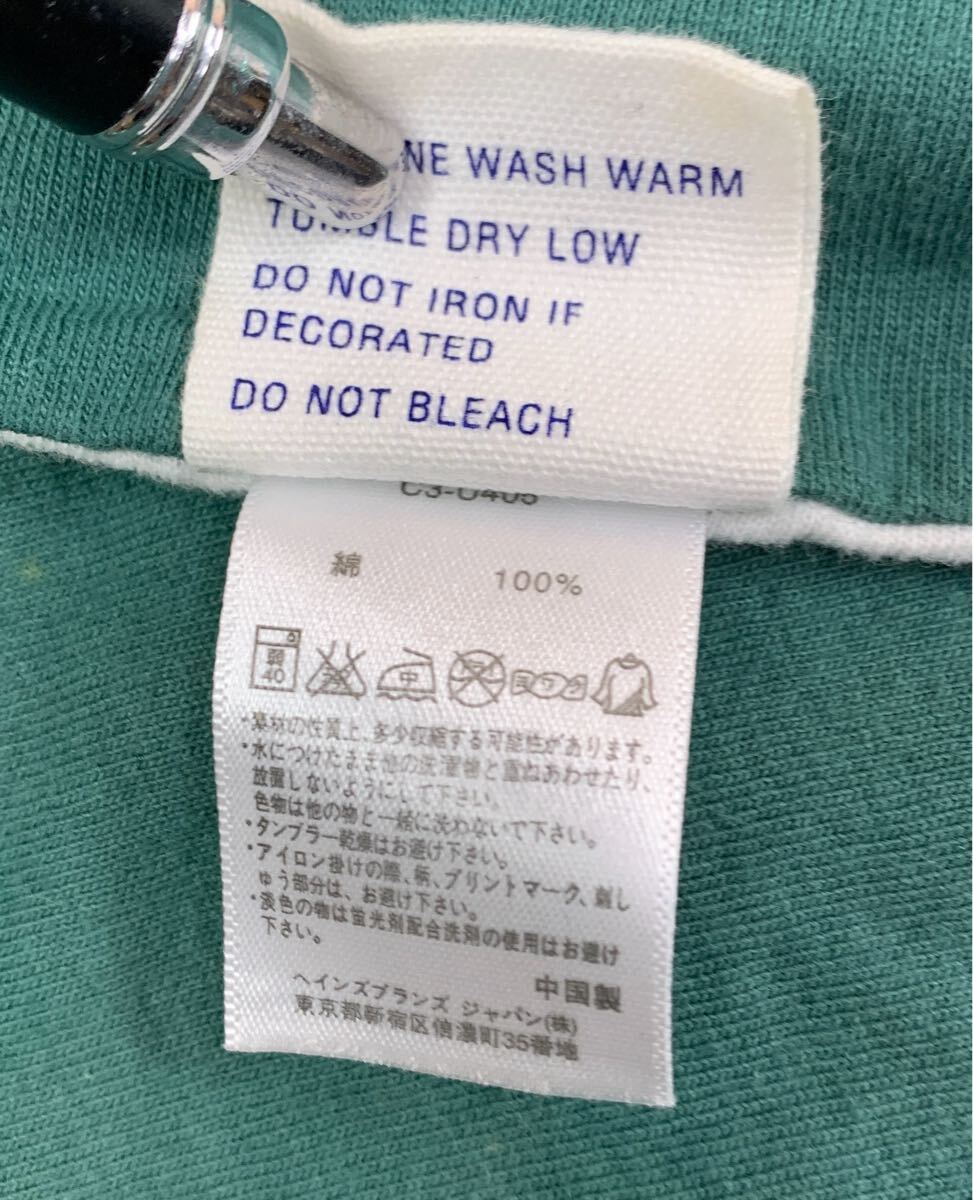 NE WASH WARM
TUMBLE DRY LOW
DO NOT IRON IF
DECORATED
DO NOT BLEACH
C3-U405
綿 100%
弱
40
中
・素材の性質上、多少収縮する可能性があります。
・水につけたまま他の洗濯物と重ねあわせたり、
放置しないようにして下さい。
色物は他の物と一緒に洗わないで下さい。
・タンブラー乾燥はお避け下さい。
・アイロン掛けの際、柄、プリントマーク、刺し
ゅう部分は、お避け下さい。
・淡色の物は蛍光剤配合洗剤の使用はお避け
下さい。
中国製
ヘインズブランズ ジャパン(株)
東京都新宿区信濃町35番地